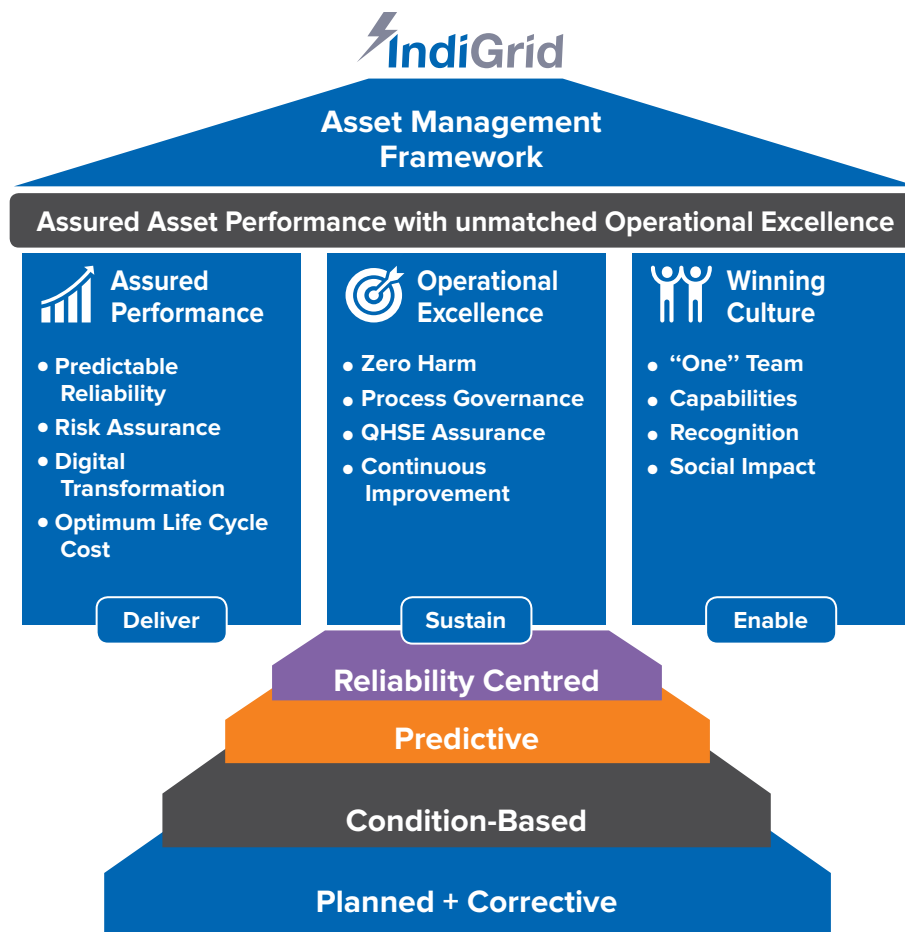 IndiGrid
Asset Management
Framework
Assured Asset Performance with unmatched Operational Excellence
Assured
Performance
• Predictable
Reliability
• Risk Assurance
• Digital
Transformation
• Optimum Life Cycle
Cost
Deliver
Operational
Excellence
• Zero Harm
• Process Governance
• QHSE Assurance
• Continuous
Improvement
Sustain
Winning
Culture
• “One” Team
• Capabilities
• Recognition
• Social Impact
Enable
Reliability Centred
Predictive
Condition-Based
Planned + Corrective